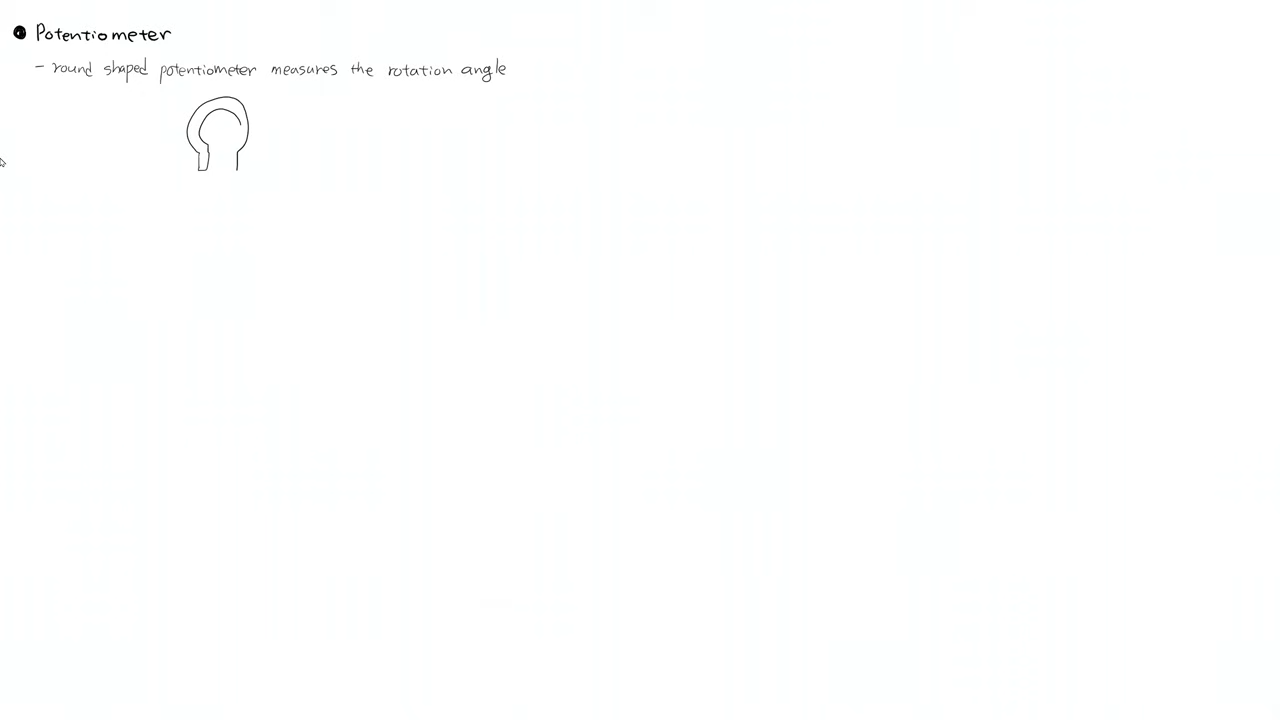 ● Potentiometer
- round shaped potentiometer measures the rotation angle